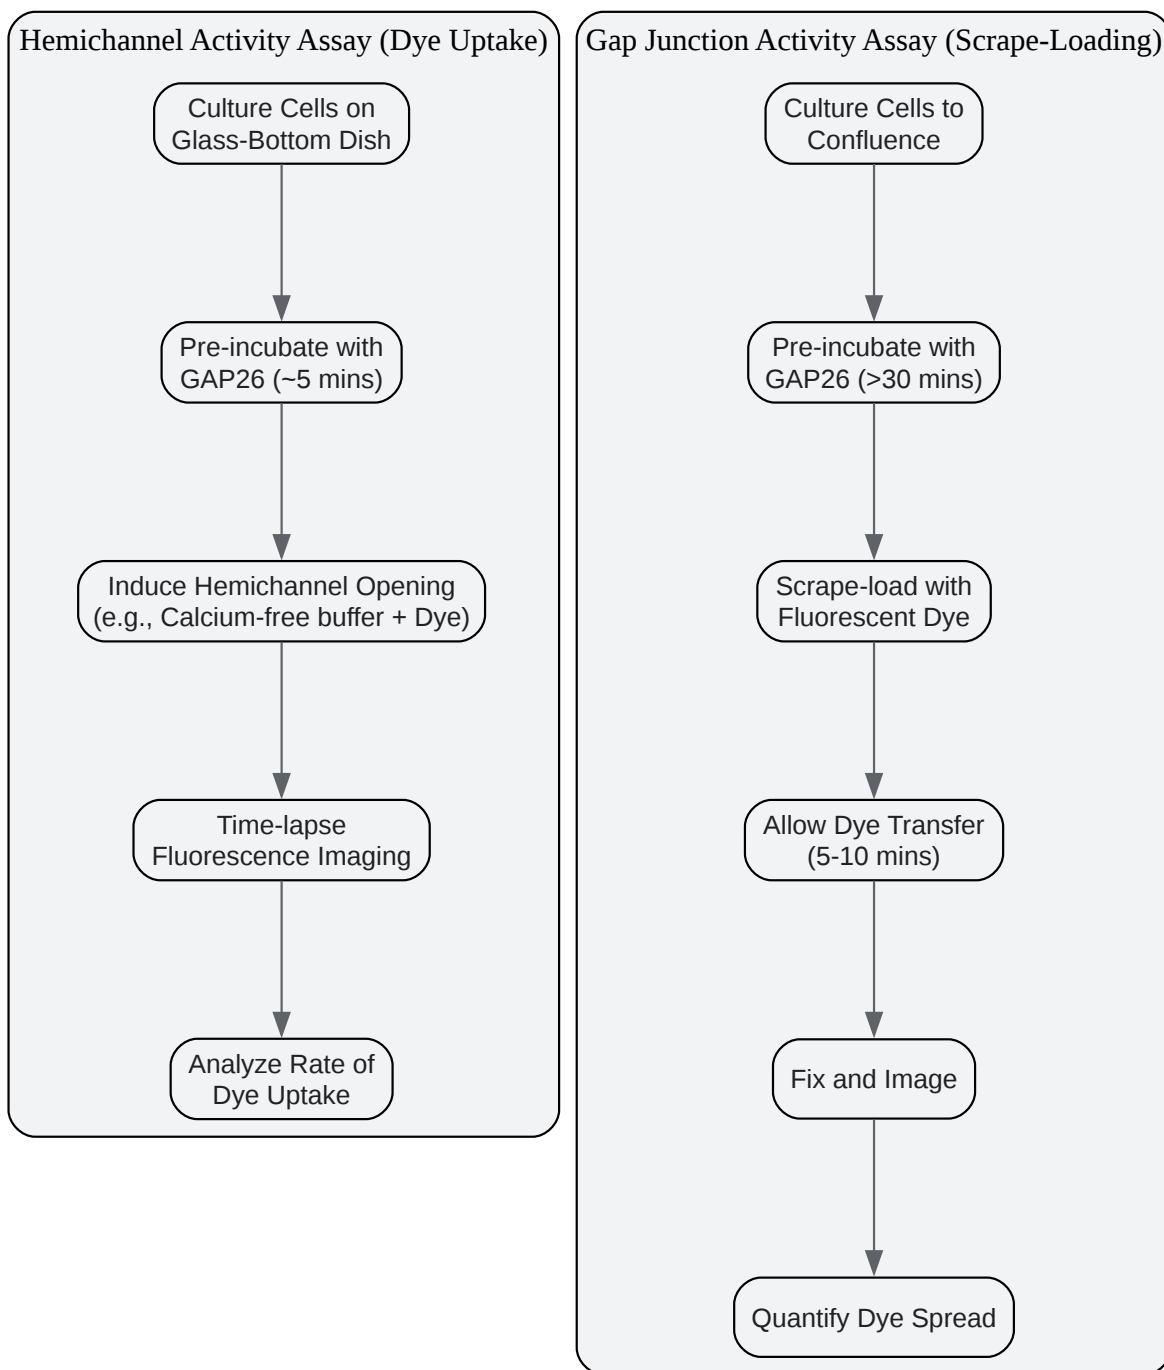 Hemichannel Activity Assay (Dye Uptake)
Culture Cells on
Glass-Bottom Dish
Pre-incubate with
GAP26 (~5 mins)
Induce Hemichannel Opening
(e.g., Calcium-free buffer + Dye)
Time-lapse
Fluorescence Imaging
Analyze Rate of
Dye Uptake
Gap Junction Activity Assay (Scrape-Loading)
Culture Cells to
Confluence
Pre-incubate with
GAP26 (>30 mins)
Scrape-load with
Fluorescent Dye
Allow Dye Transfer
(5-10 mins)
Fix and Image
Quantify Dye Spread